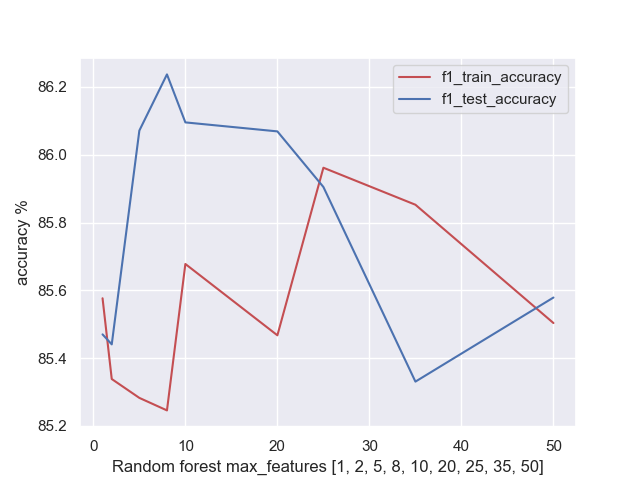 f1_train_accuracy
f1_test_accuracy
accuracy %
86.2
86.0
85.8
85.6
85.4
85.2
0 10 20 30 40 50
Random forest max_features [1, 2, 5, 8, 10, 20, 25, 35, 50]